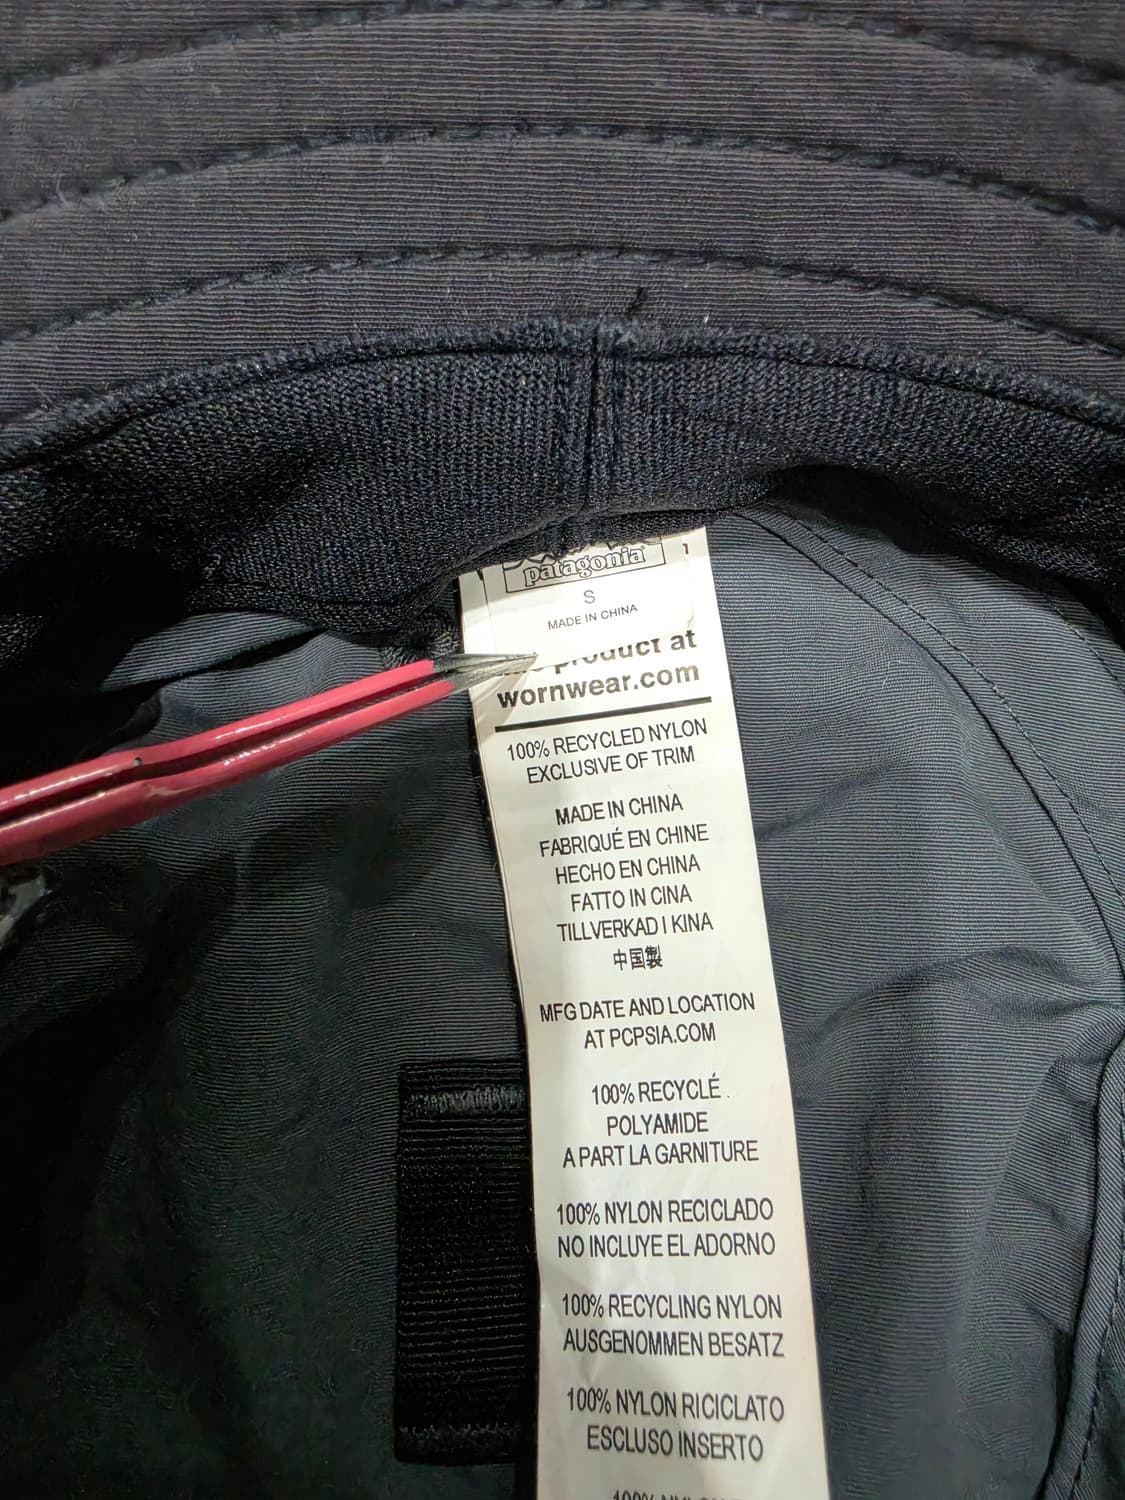 patagonia®
1
S
MADE IN CHINA
product at
wornwear.com
100% RECYCLED NYLON
EXCLUSIVE OF TRIM
MADE IN CHINA
FABRIQUÉ EN CHINE
HECHO EN CHINA
FATTO IN CINA
TILLVERKAD I KINA
中国製
MFG DATE AND LOCATION
AT PCPSIA.COM
100% RECYCLÉ .
POLYAMIDE
A PART LA GARNITURE
100% NYLON RECICLADO
NO INCLUYE EL ADORNO
100% RECYCLING NYLON
AUSGENOMMEN BESATZ
100% NYLON RICICLATO
ESCLUSO INSERTO